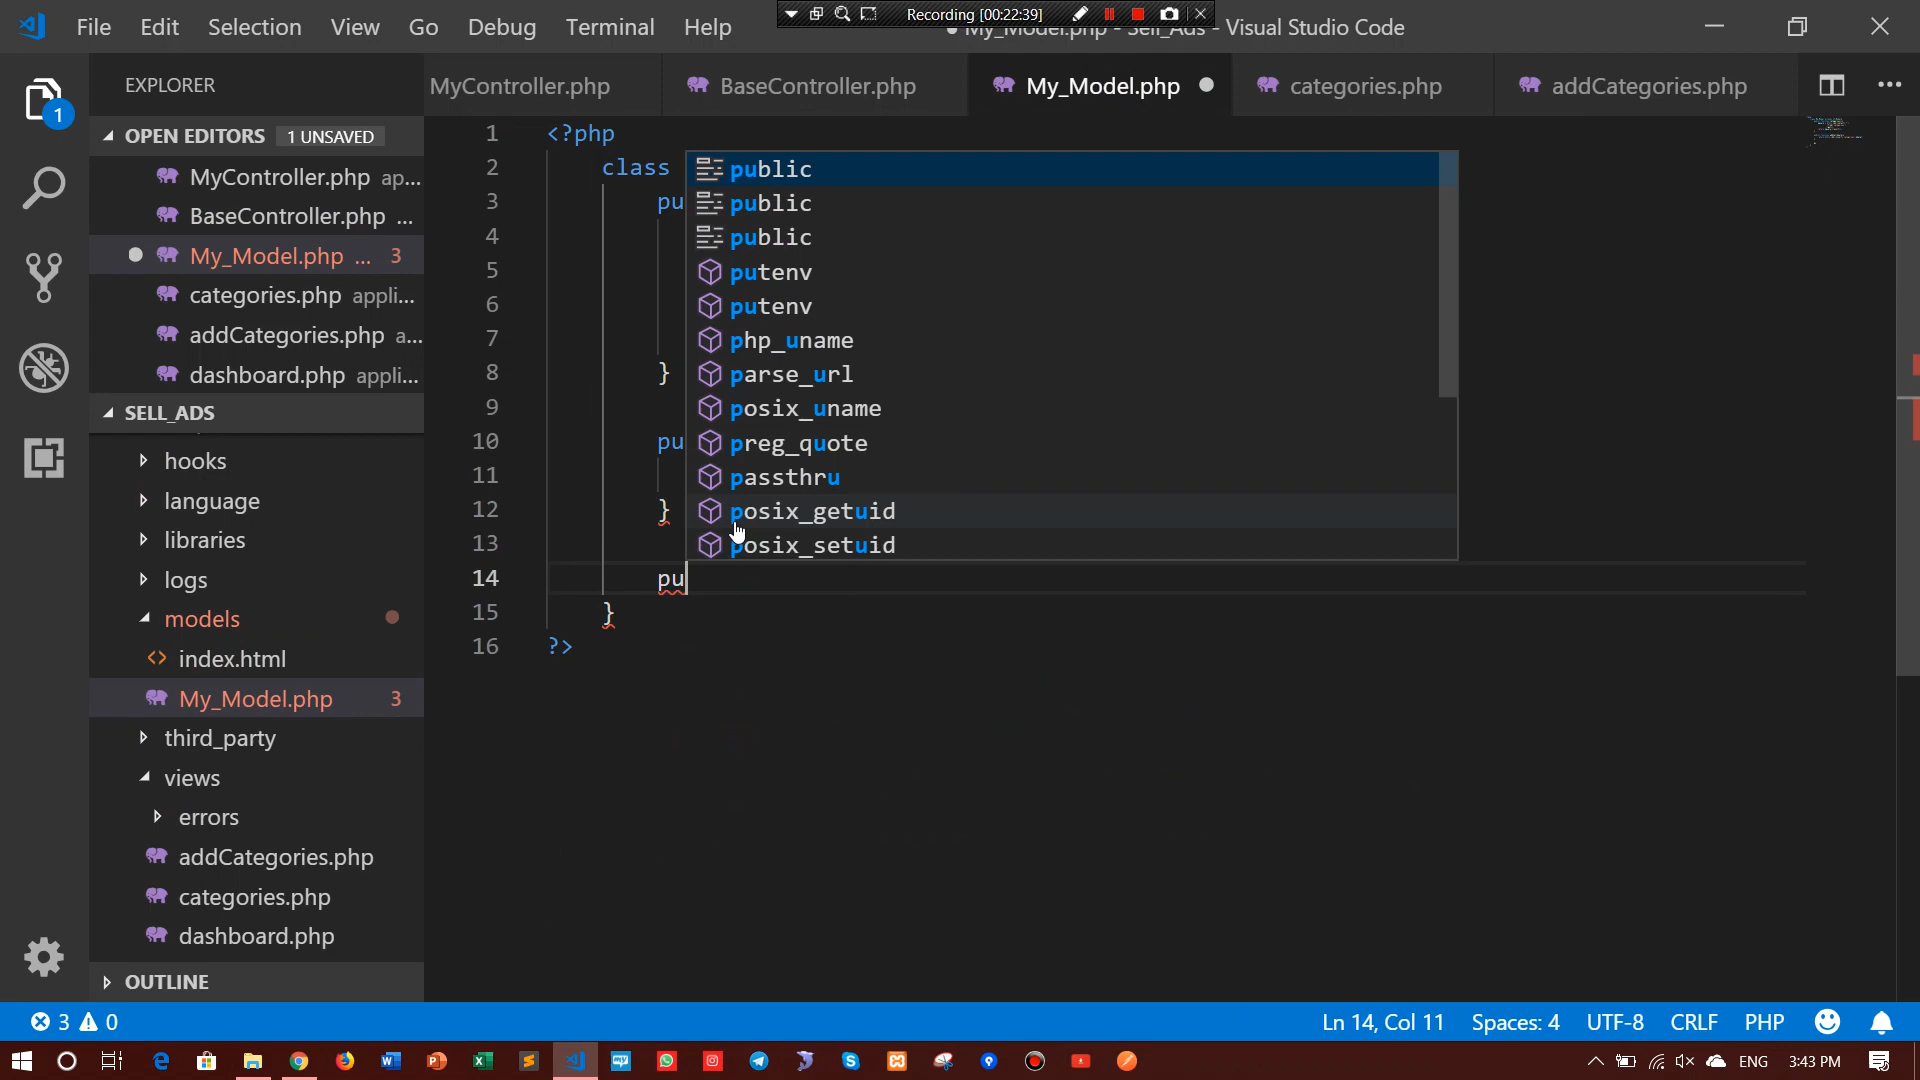 File Edit Selection View Go Debug Terminal Help
Recording [00:22:39]
My_Model.php - Sell_Ads - Visual Studio Code
EXPLORER
MyController.php BaseController.php My_Model.php categories.php addCategories.php
OPEN EDITORS 1 UNSAVED
MyController.php ap...
BaseController.php ...
My_Model.php ... 3
categories.php appli...
addCategories.php a...
dashboard.php appli...
SELL_ADS
hooks
language
libraries
logs
models
index.html
My_Model.php 3
third_party
views
errors
addCategories.php
categories.php
dashboard.php
OUTLINE
1 <?php
2 class
3 pu
4
5
6
7
8 }
9
10 pu
11
12 }
13
14 pu
15 }
16 ?>
public
public
public
putenv
putenv
php_uname
parse_url
posix_uname
preg_quote
passthru
posix_getuid
posix_setuid
1
3 0
Ln 14, Col 11 Spaces: 4 UTF-8 CRLF PHP
ENG 3:43 PM